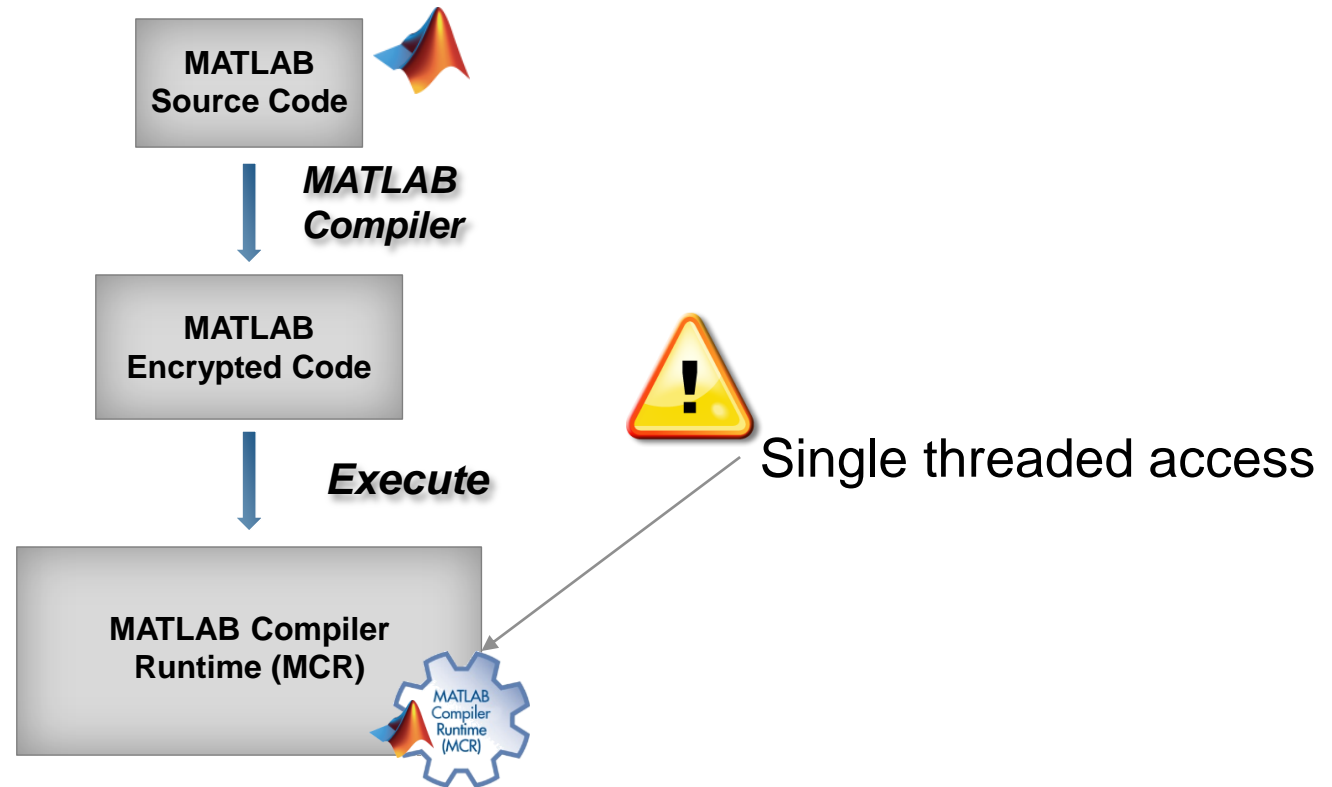 MATLAB
Source Code
MATLAB
Compiler
MATLAB
Encrypted Code
!
Single threaded access
Execute
MATLAB Compiler
Runtime (MCR)
MATLAB
Compiler
Runtime
(MCR)